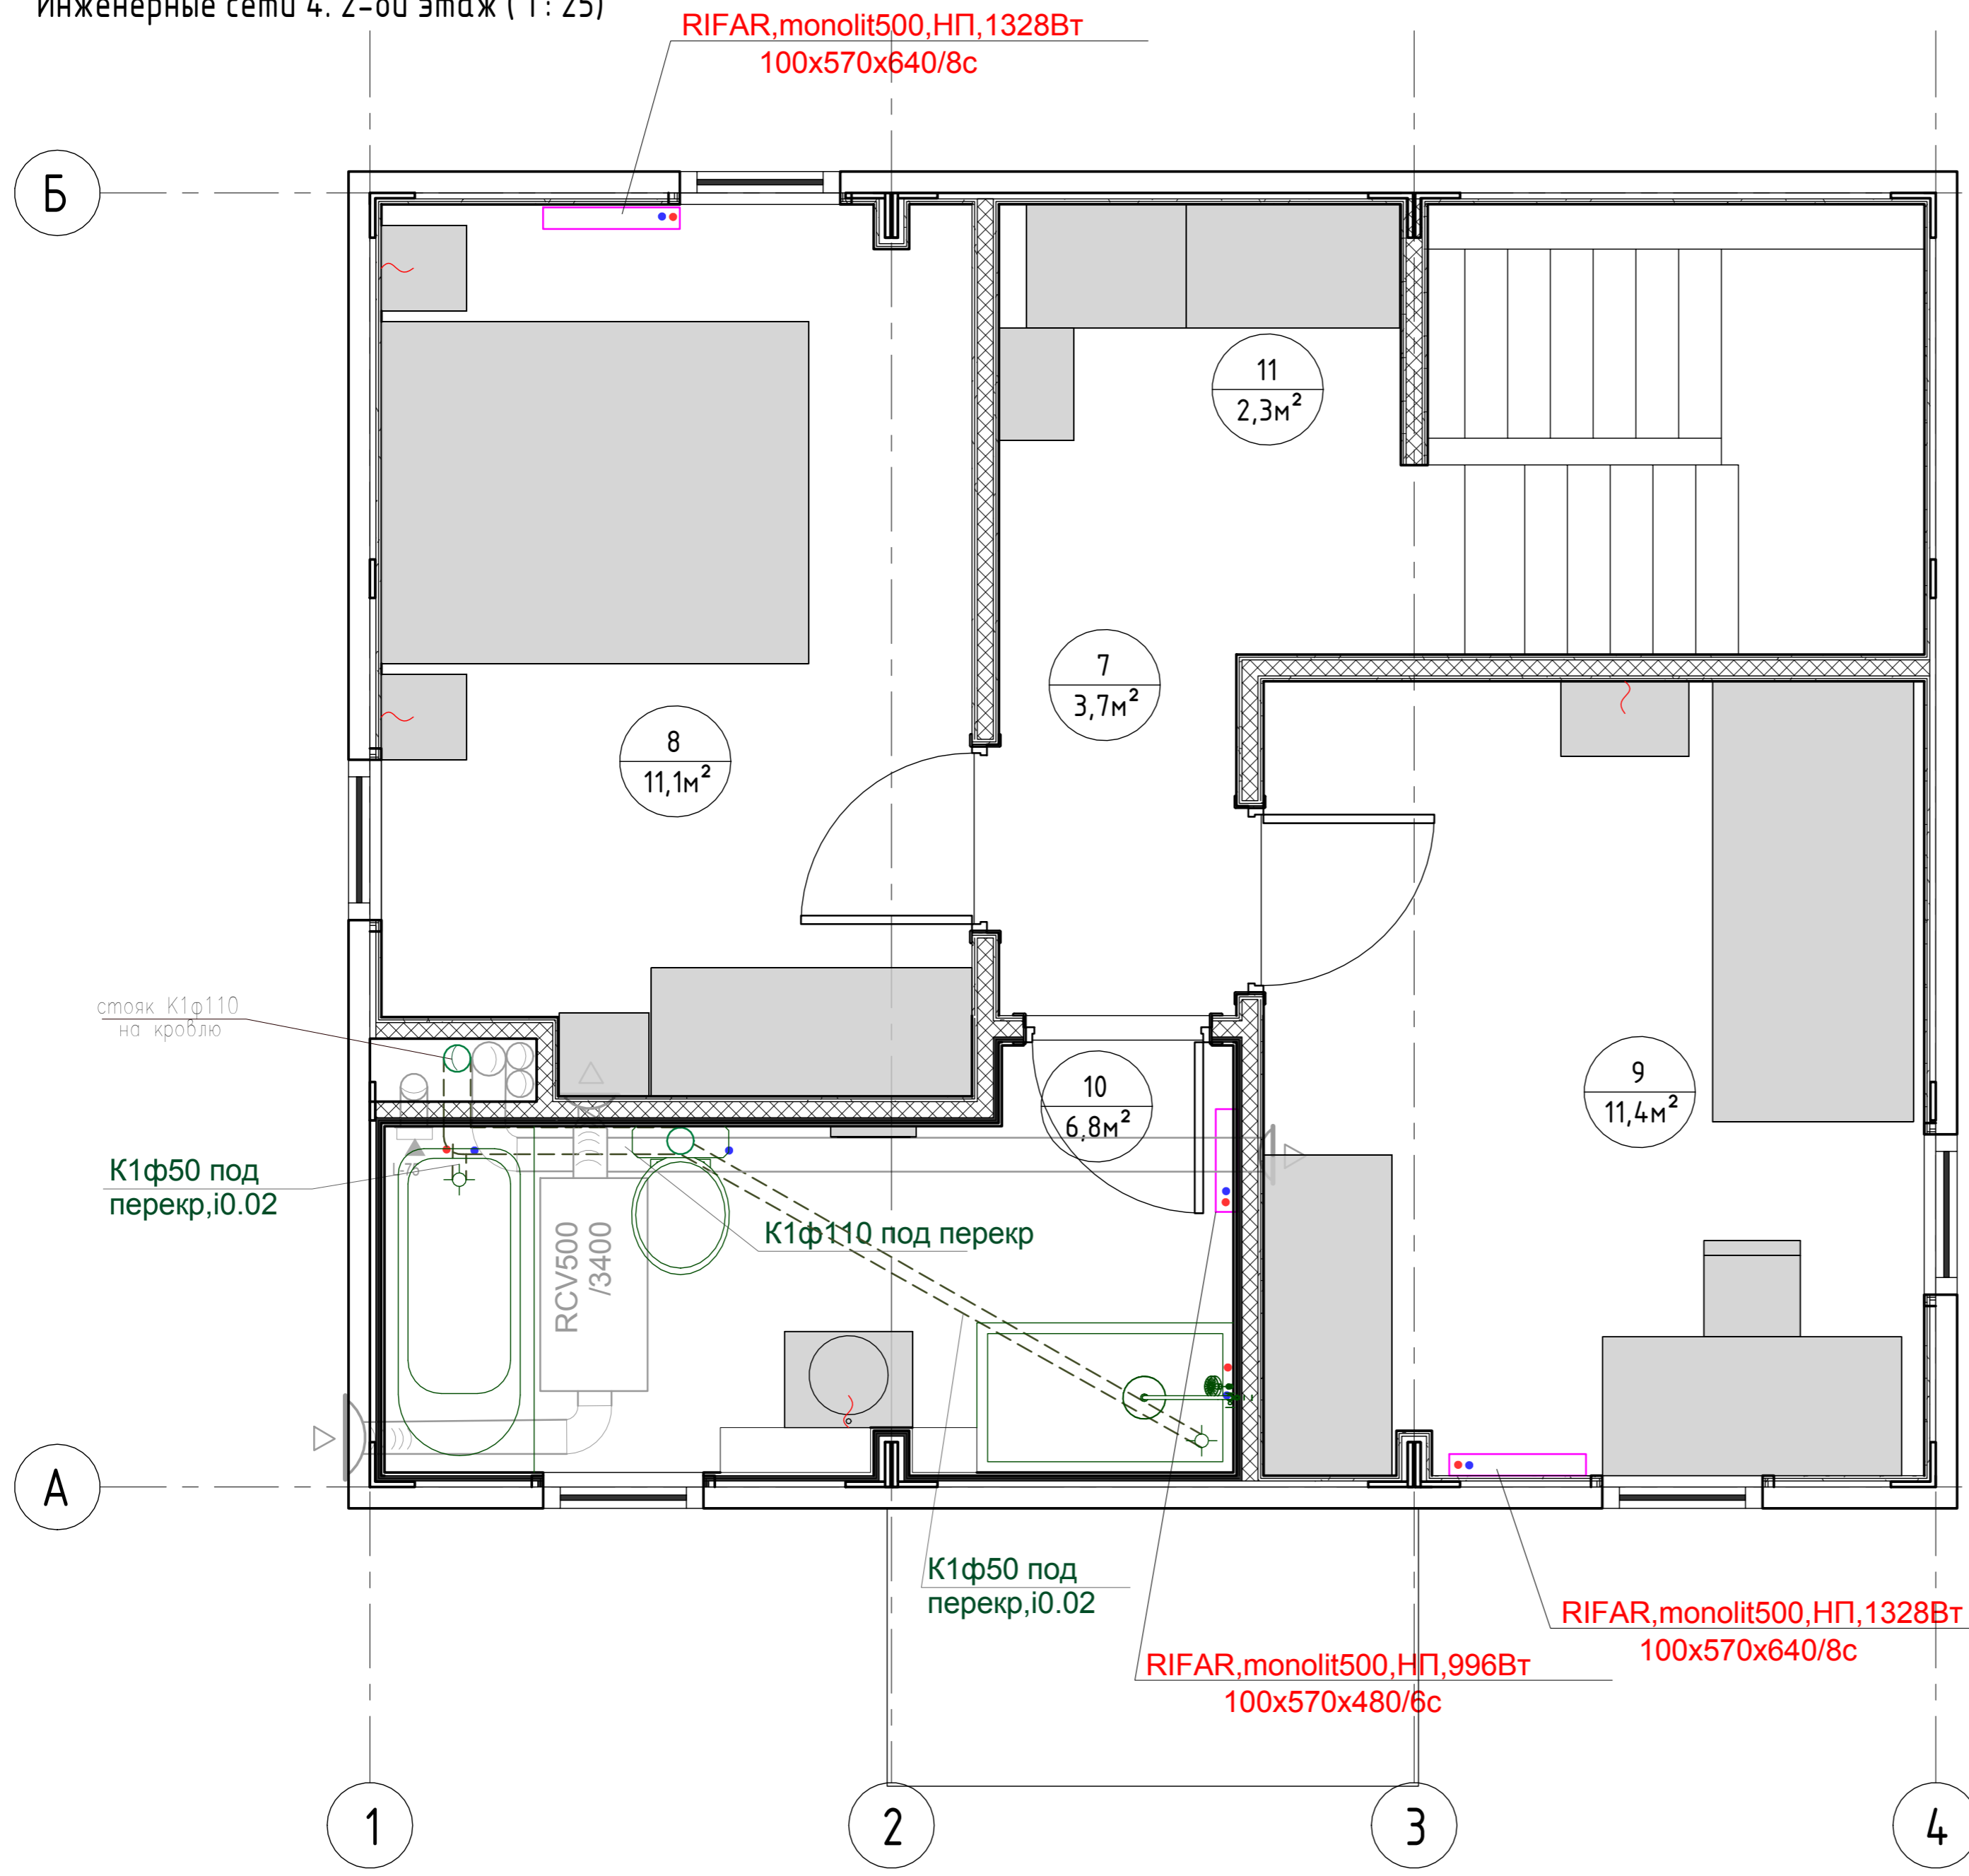 Инженерные сети 4. 2-ой этаж ( 1 : 25)
RIFAR,monolit500,НП,1328Вт
100x570x640/8с
Б
11
2,3м²
7
3,7м²
8
11,1м²
стояк К1ф110
на кровлю
10
6,8м²
9
11,4м²
К1ф50 под
перекр,i0.02
L-75
RCV500
/3400
К1ф110 под перекр
А
К1ф50 под
перекр,i0.02
RIFAR,monolit500,НП,1328Вт
100x570x640/8с
RIFAR,monolit500,НП,996Вт
100x570x480/6с
1
2
3
4